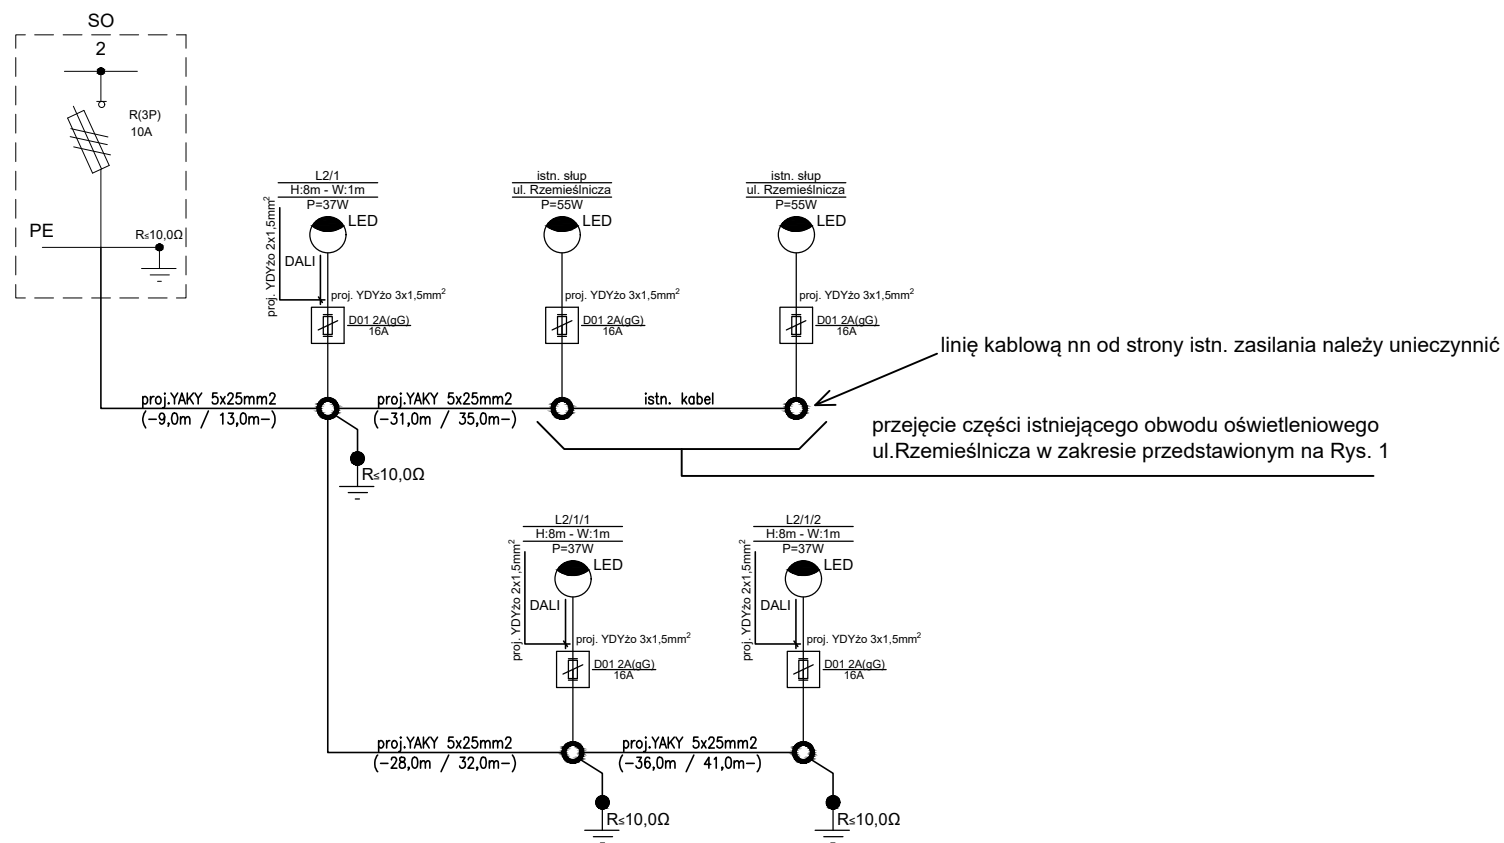 SO
2
R(3P)
10A
PE
R≤10,0Ω
L2/1
H:8m - W:1m
P=37W
LED
DALI
proj. YDYżo 2x1,5mm²
proj. YDYżo 3x1,5mm²
D01 2A(gG)
16A
istn. słup
ul. Rzemieślnicza
P=55W
LED
proj. YDYżo 3x1,5mm²
D01 2A(gG)
16A
istn. słup
ul. Rzemieślnicza
P=55W
LED
proj. YDYżo 3x1,5mm²
D01 2A(gG)
16A
linię kablową nn od strony istn. zasilania należy unieczynnić
proj.YAKY 5x25mm2
(-9,0m / 13,0m-)
proj.YAKY 5x25mm2
(-31,0m / 35,0m-)
istn. kabel
przejęcie części istniejącego obwodu oświetleniowego
ul.Rzemieślnicza w zakresie przedstawionym na Rys. 1
R≤10,0Ω
L2/1/1
H:8m - W:1m
P=37W
LED
DALI
proj. YDYżo 2x1,5mm²
proj. YDYżo 3x1,5mm²
D01 2A(gG)
16A
L2/1/2
H:8m - W:1m
P=37W
LED
DALI
proj. YDYżo 2x1,5mm²
proj. YDYżo 3x1,5mm²
D01 2A(gG)
16A
proj.YAKY 5x25mm2
(-28,0m / 32,0m-)
proj.YAKY 5x25mm2
(-36,0m / 41,0m-)
R≤10,0Ω
R≤10,0Ω